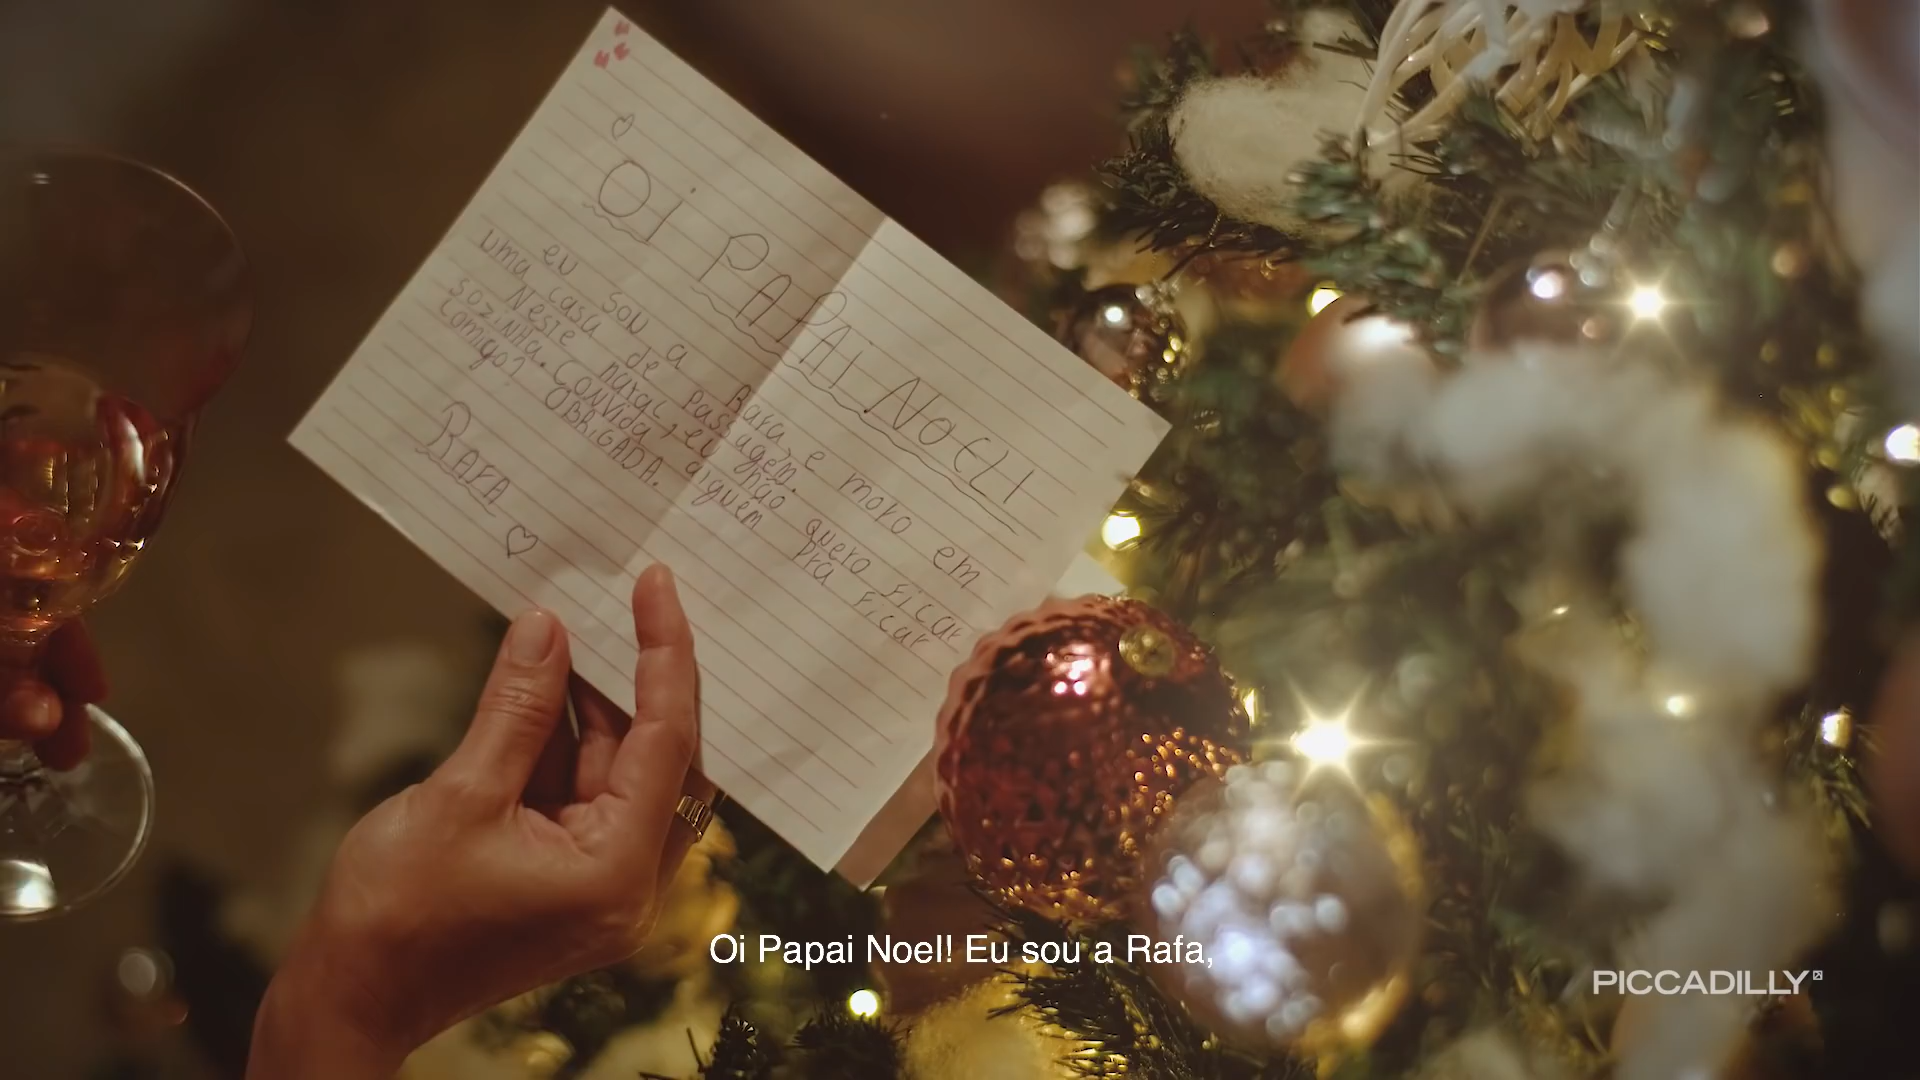 OI PAPAI NOEL!
eu sou a Rafa e moro em
uma casa de Passagem.
Neste natal, eu não quero ficar
sozinha. Convida alguém pra ficar
comigo? OBRIGADA.
RAFA
Oi Papai Noel! Eu sou a Rafa,
PICCADILLY